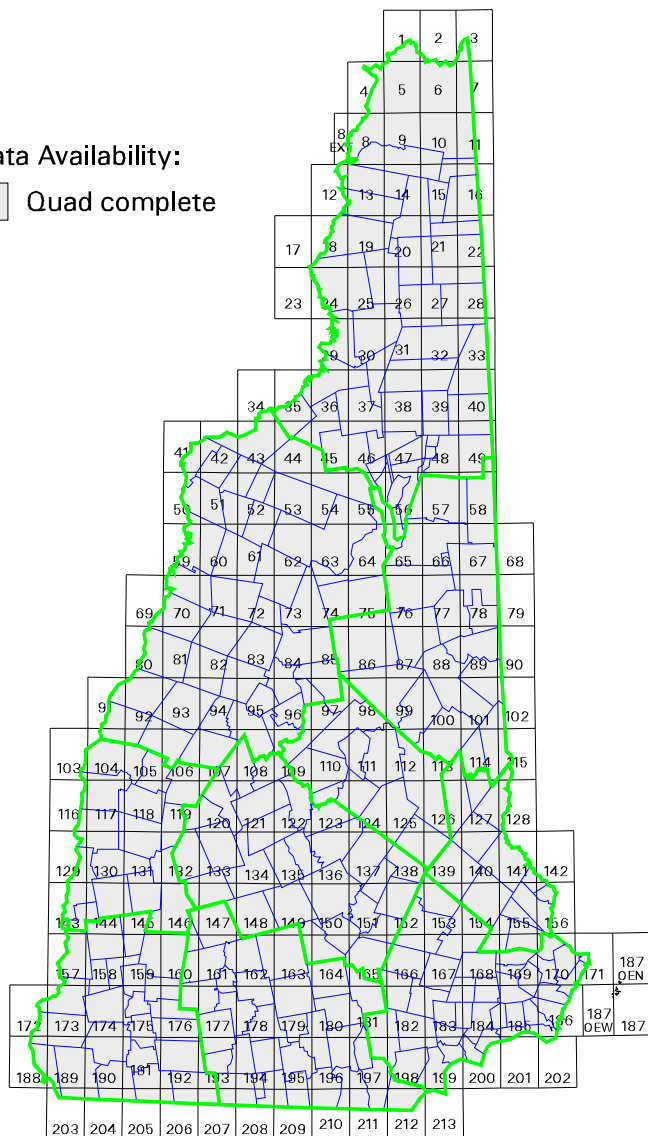 1 2 3
4 5 6 7
8 EXT 8 9 10 11
ata Availability:
Quad complete
12 13 14 15 16
17 18 19 20 21 22
23 24 25 26 27 28
29 30 31 32 33
34 35 36 37 38 39 40
41 42 43 44 45 46 47 48 49
50 51 52 53 54 55 56 57 58
59 60 61 62 63 64 65 66 67 68
69 70 71 72 73 74 75 76 77 78 79
80 81 82 83 84 85 86 87 88 89 90
92 93 94 95 96 97 98 99 100 101 102
103 104 105 106 107 108 109 110 111 112 113 114 115
116 117 118 119 120 121 122 123 124 125 126 127 128
129 130 131 132 133 134 135 136 137 138 139 140 141 142
143 144 145 146 147 148 149 150 151 152 153 154 155 156
157 158 159 160 161 162 163 164 165 166 167 168 169 170 171 187 OEN
172 173 174 175 176 177 178 179 180 181 182 183 184 185 186 187 OEW 187
188 189 190 191 192 193 194 195 196 197 198 199 200 201 202
203 204 205 206 207 208 209 210 211 212 213